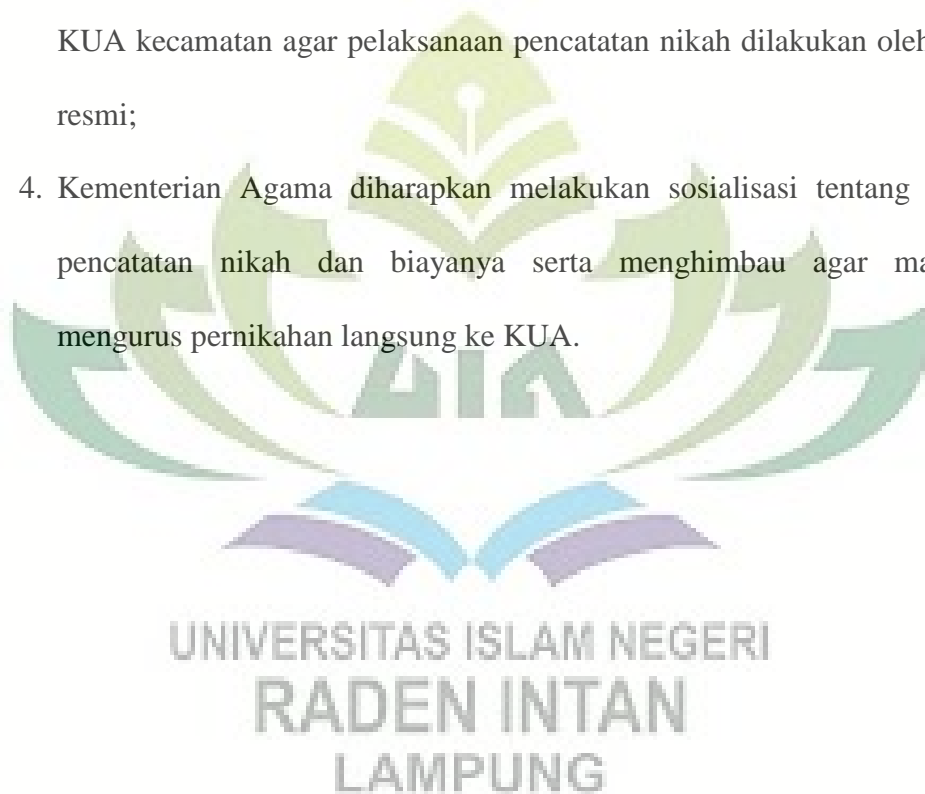 KUA kecamatan agar pelaksanaan pencatatan nikah dilakukan oleh
resmi;
4. Kementerian Agama diharapkan melakukan sosialisasi tentang
pencatatan nikah dan biayanya serta menghimbau agar
mengurus pernikahan langsung ke KUA.
UIN
UNIVERSITAS ISLAM NEGERI
RADEN INTAN
LAMPUNG